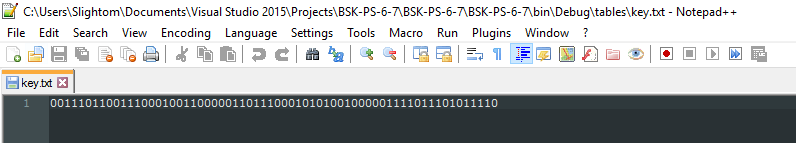 C:\Users\Slightom\Documents\Visual Studio 2015\Projects\BSK-PS-6-7\BSK-PS-6-7\BSK-PS-6-7\bin\Debug\tables\key.txt - Notepad++
File Edit Search View Encoding Language Settings Tools Macro Run Plugins Window ?
key.txt
1 0011101100111000100110000011011100010101001000001111011101011110